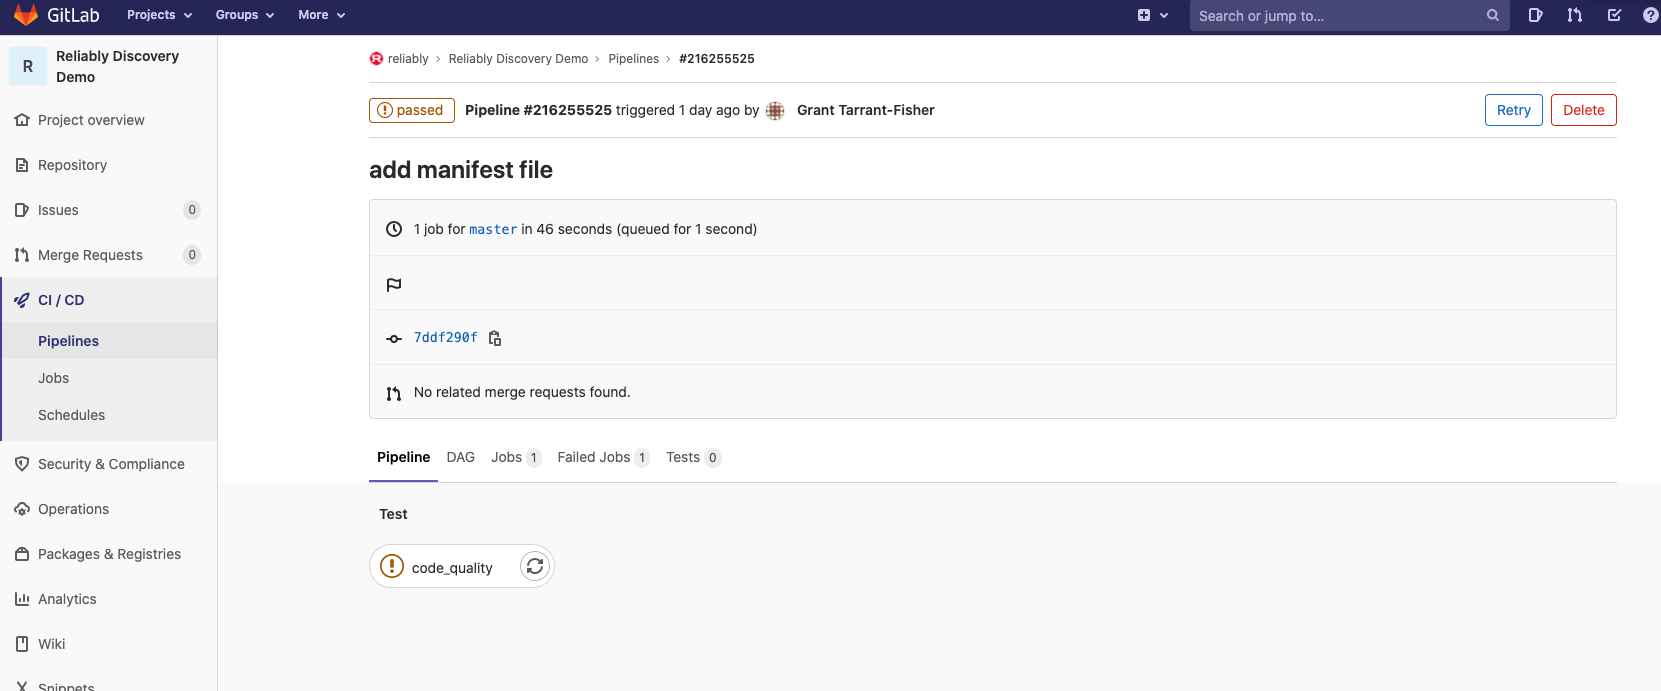 GitLab Projects Groups More Search or jump to...
R Reliably Discovery Demo
Project overview
Repository
Issues 0
Merge Requests 0
CI / CD
Pipelines
Jobs
Schedules
Security & Compliance
Operations
Packages & Registries
Analytics
Wiki
Snippets
reliably › Reliably Discovery Demo › Pipelines › #216255525
passed Pipeline #216255525 triggered 1 day ago by Grant Tarrant-Fisher Retry Delete
add manifest file
1 job for master in 46 seconds (queued for 1 second)
7ddf290f
No related merge requests found.
Pipeline DAG Jobs 1 Failed Jobs 1 Tests 0
Test
code_quality